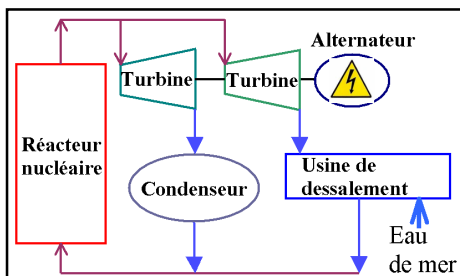 Alternateur
Turbine
Turbine
Réacteur
nucléaire
Condenseur
Usine de
dessalement
Eau
de mer